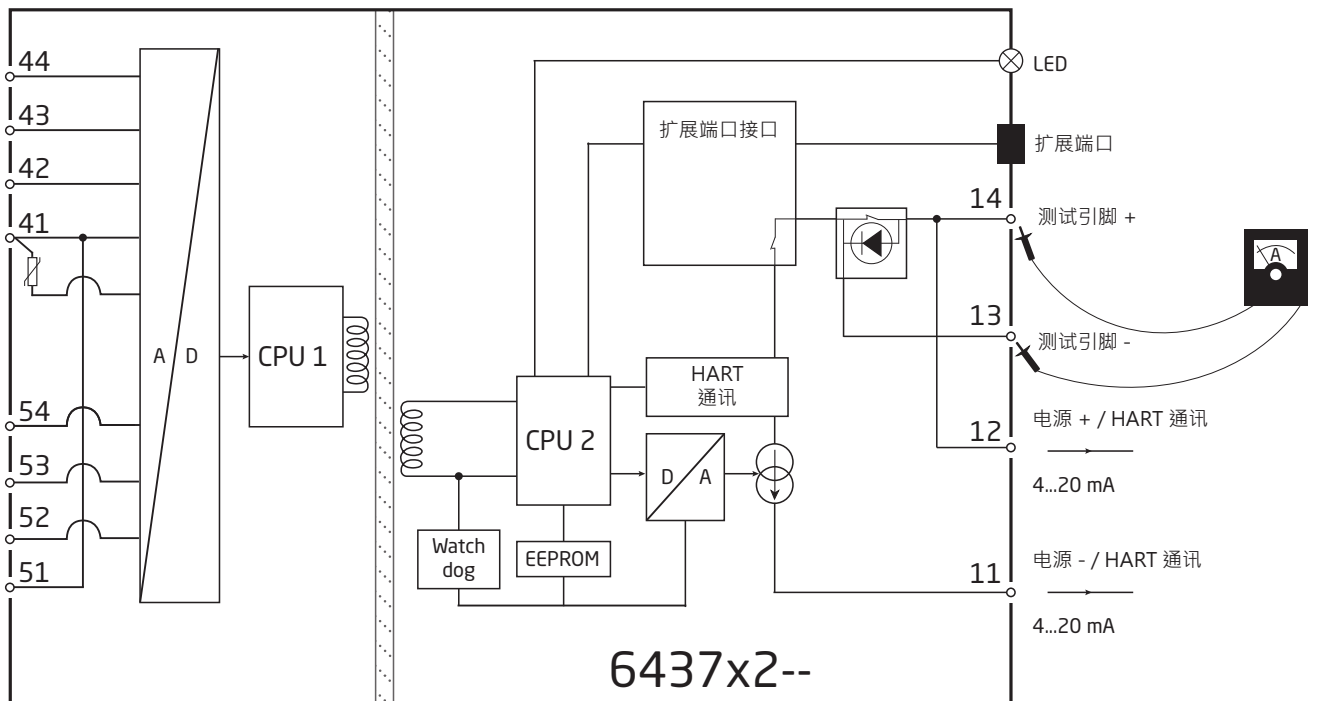 44
43
42
41
54
53
52
51
A
D
CPU 1
CPU 2
Watch
dog
EEPROM
HART
通讯
D
A
扩展端口接口
LED
扩展端口
14
测试引脚 +
A
13
测试引脚 -
12
电源 + / HART 通讯
4...20 mA
11
电源 - / HART 通讯
4...20 mA
6437x2--